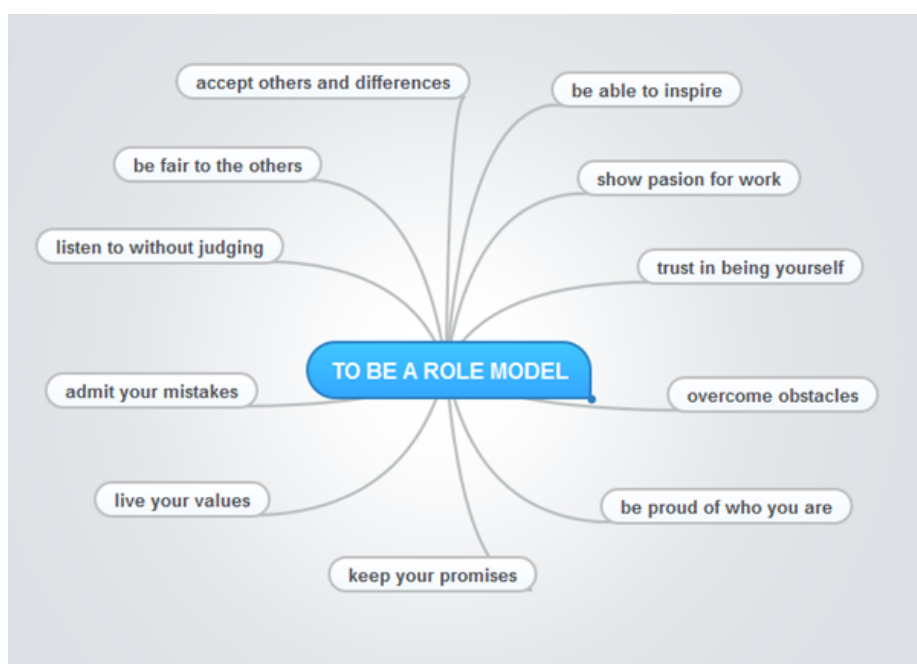 accept others and differences
be able to inspire
be fair to the others
show pasion for work
listen to without judging
trust in being yourself
TO BE A ROLE MODEL
admit your mistakes
overcome obstacles
live your values
be proud of who you are
keep your promises